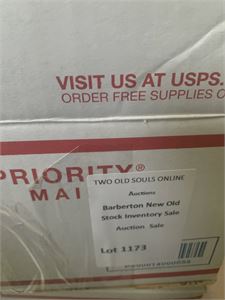 VISIT US AT USPS.
ORDER FREE SUPPLIES
PRIORITY®
MAI
TWO OLD SOULS ONLINE
Auctions
Barberton New Old
Stock Inventory Sale
Auction Sale
Lot 1173